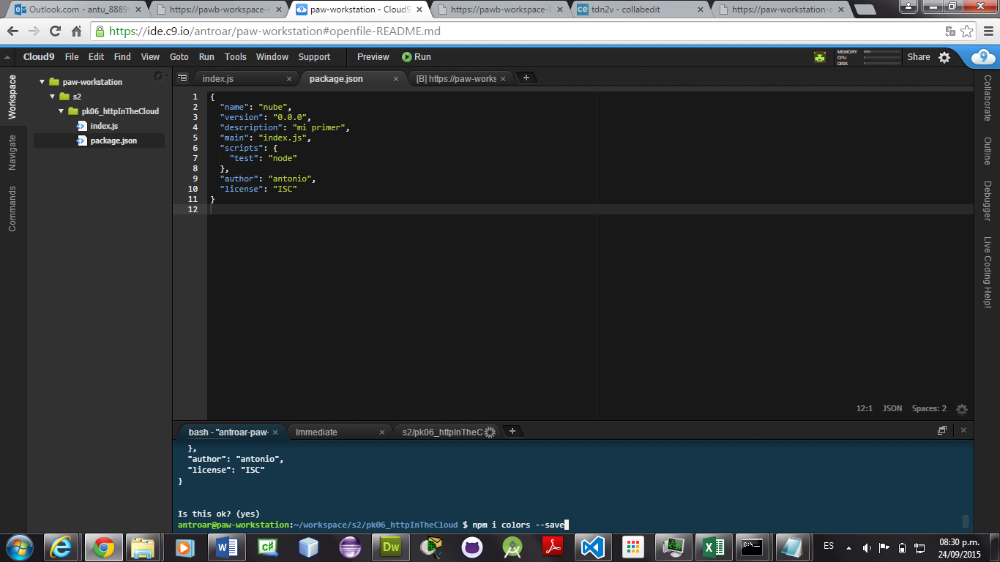 Outlook.com - antu_8889
https://pawb-workspace-r
paw-workstation - Cloud9
https://pawb-workspace-
tdn2v - collabedit
https://paw-workstation-a
https://ide.c9.io/antroar/paw-workstation#openfile-README.md
Cloud9 File Edit Find View Goto Run Tools Window Support Preview Run
MEMORY
CPU
DISK
Share
9
Workspace
Navigate
Commands
paw-workstation
s2
pk06_httpInTheCloud
index.js
package.json
index.js
package.json
[B] https://paw-works
1 {
2 "name": "nube",
3 "version": "0.0.0",
4 "description": "mi primer",
5 "main": "index.js",
6 "scripts": {
7 "test": "node"
8 },
9 "author": "antonio",
10 "license": "ISC"
11 }
12
12:1 JSON Spaces: 2
Collaborate
Outline
Debugger
Live Coding Help!
bash - "antroar-paw-
Immediate
s2/pk06_httpInTheC
},
"author": "antonio",
"license": "ISC"
}
Is this ok? (yes)
antroar@paw-workstation:~/workspace/s2/pk06_httpInTheCloud $ npm i colors --save
C#
Dw
C:\_
ES
08:30 p.m.
24/09/2015